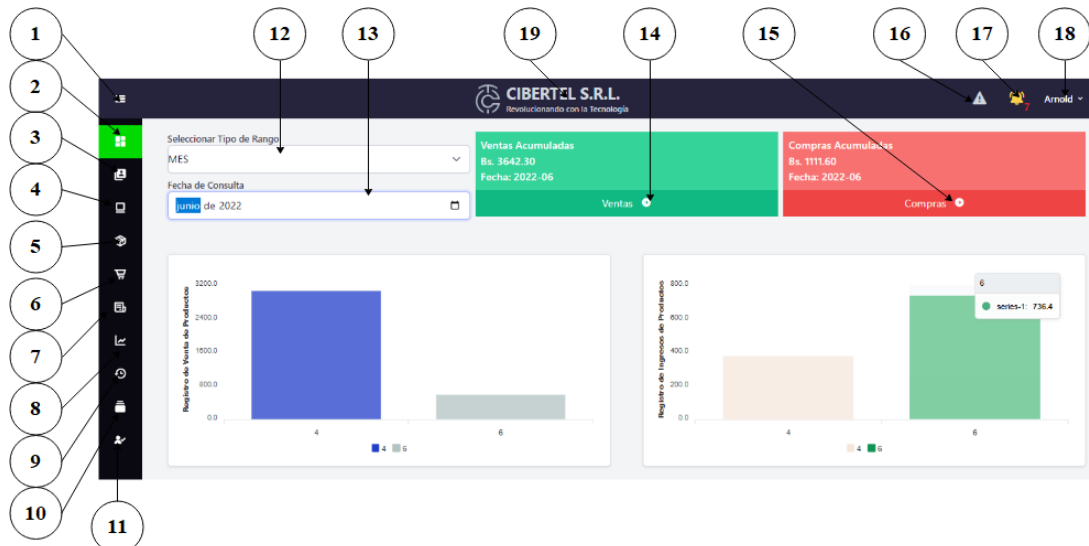 1
12
13
19
14
15
16
17
18
2
3
4
5
6
7
8
9
10
11
CIBERTEL S.R.L.
Revolucionando con la Tecnología
7
Arnold
Seleccionar Tipo de Rango
MES
Fecha de Consulta
junio de 2022
Ventas Acumuladas
Bs. 3642.30
Fecha: 2022-06
Ventas
Compras Acumuladas
Bs. 1111.60
Fecha: 2022-06
Compras
Registro de Venta de Productos
3200.0
2400.0
1600.0
800.0
0.0
4
6
4 6
Registro de Ingresos de Productos
800.0
600.0
400.0
200.0
0.0
6
series-1: 736.4
4
6
4 6